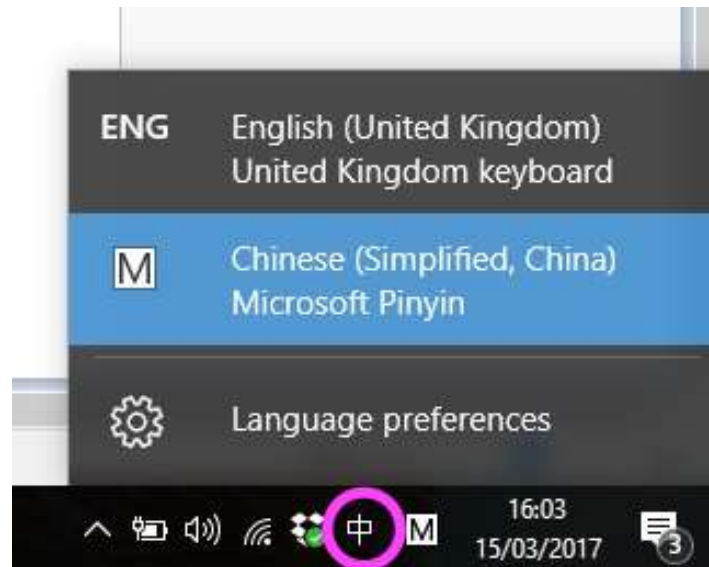 ENG English (United Kingdom)
United Kingdom keyboard
M Chinese (Simplified, China)
Microsoft Pinyin
Language preferences
中 M 16:03
15/03/2017 3